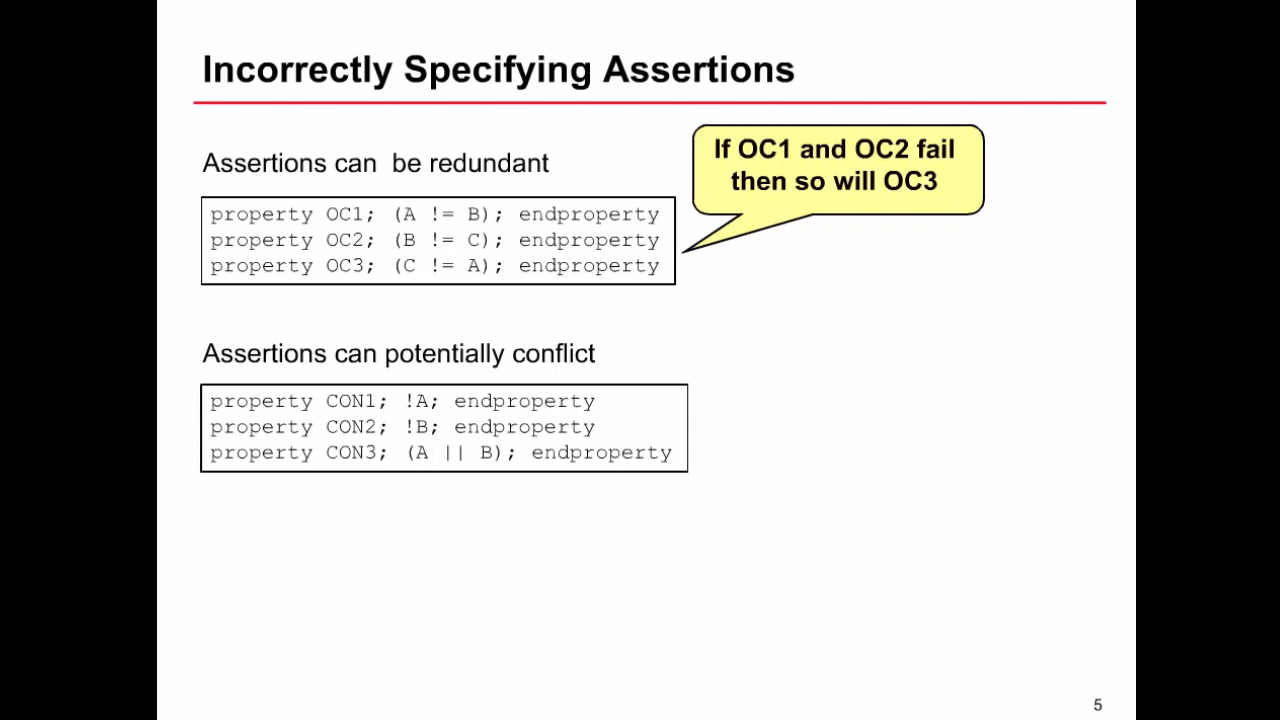 Incorrectly Specifying Assertions
If OC1 and OC2 fail
then so will OC3
Assertions can  be redundant
property OC1; (A != B); endproperty
property OC2; (B != C); endproperty
property OC3; (C != A); endproperty
Assertions can potentially conflict
property CON1; !A; endproperty
property CON2; !B; endproperty
property CON3; (A || B); endproperty
5